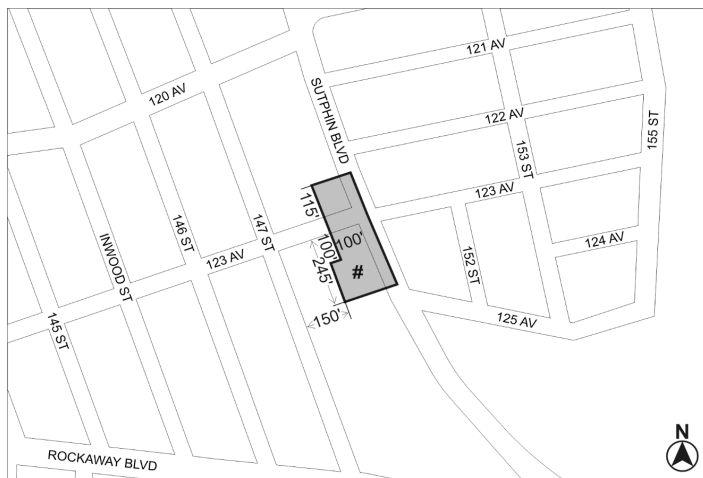 121 AV
120 AV
SUTPHIN BLVD
122 AV
155 ST
153 ST
123 AV
115'
146 ST
147 ST
INWOOD ST
100'
100'
123 AV
245'
#
152 ST
124 AV
150'
125 AV
145 ST
N
ROCKAWAY BLVD